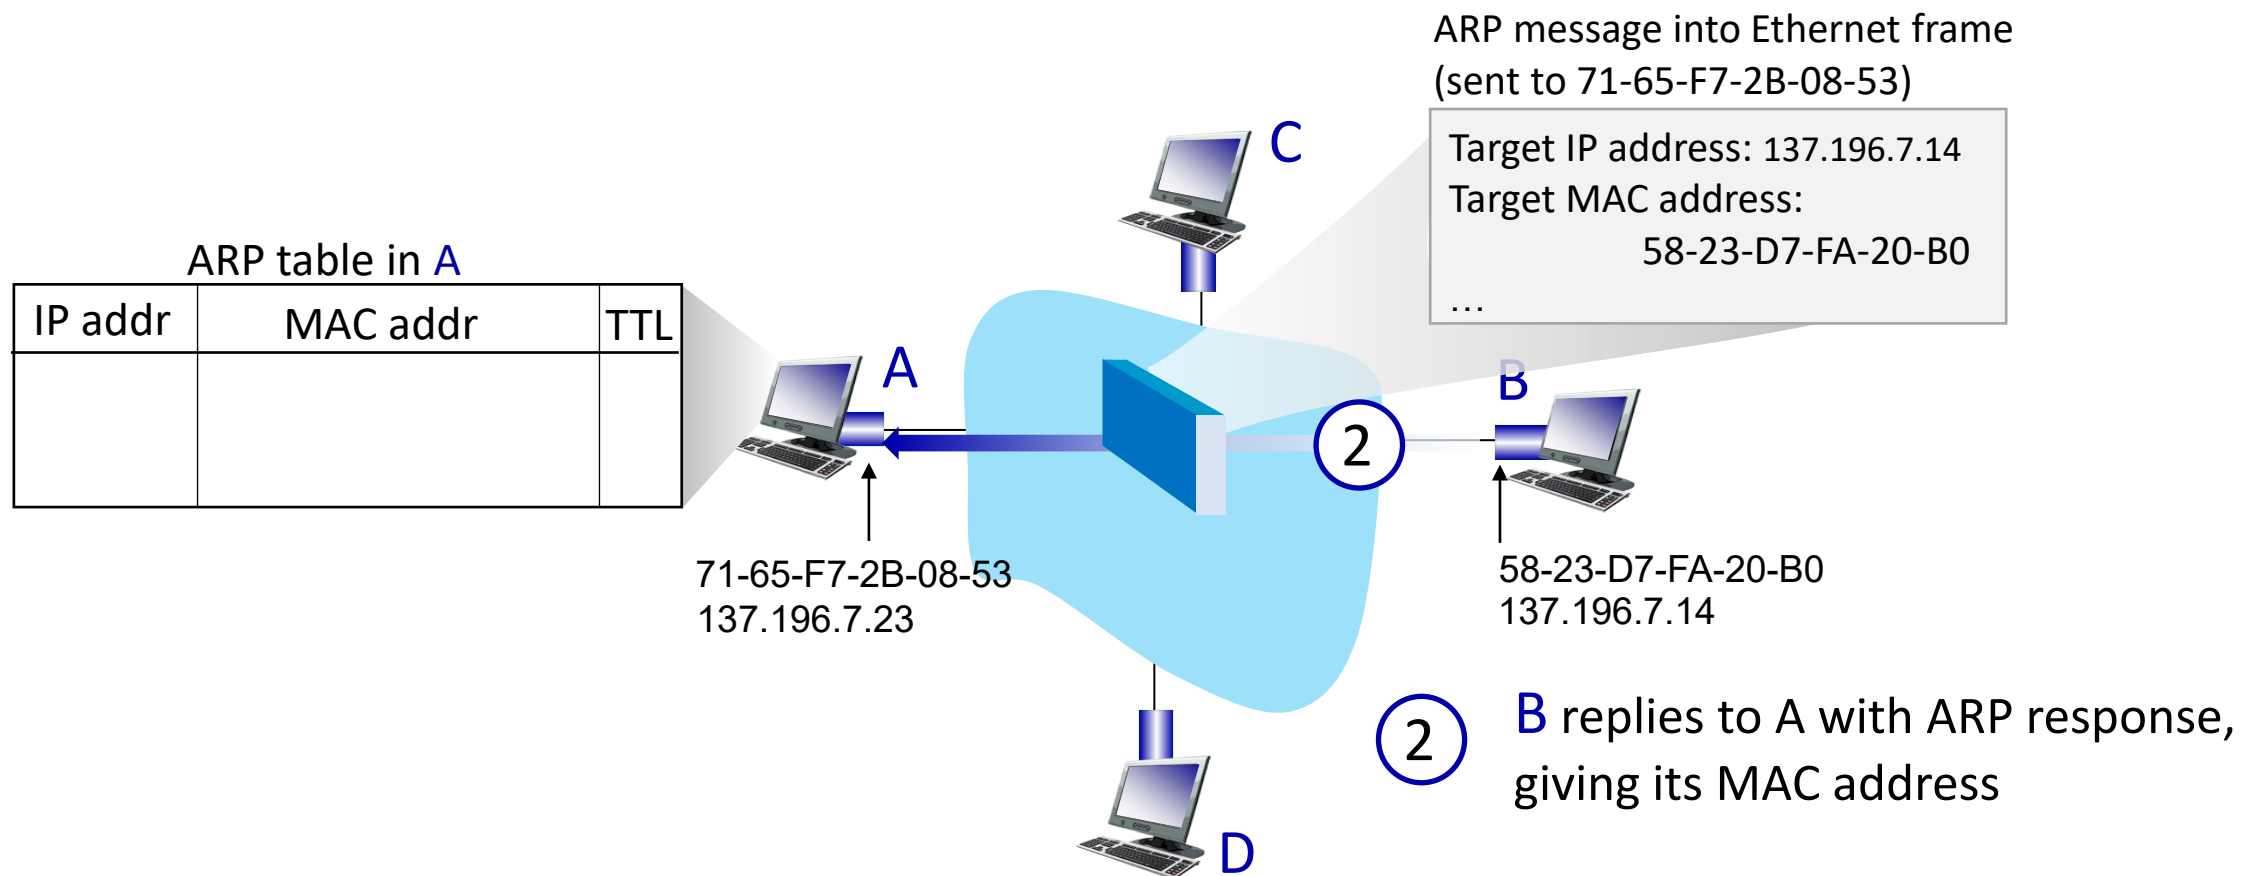 ARP message into Ethernet frame
(sent to 71-65-F7-2B-08-53)
Target IP address: 137.196.7.14
Target MAC address:
58-23-D7-FA-20-B0
…
C
ARP table in A
IP addr MAC addr TTL
A
B
2
71-65-F7-2B-08-53
137.196.7.23
58-23-D7-FA-20-B0
137.196.7.14
2 B replies to A with ARP response,
giving its MAC address
D